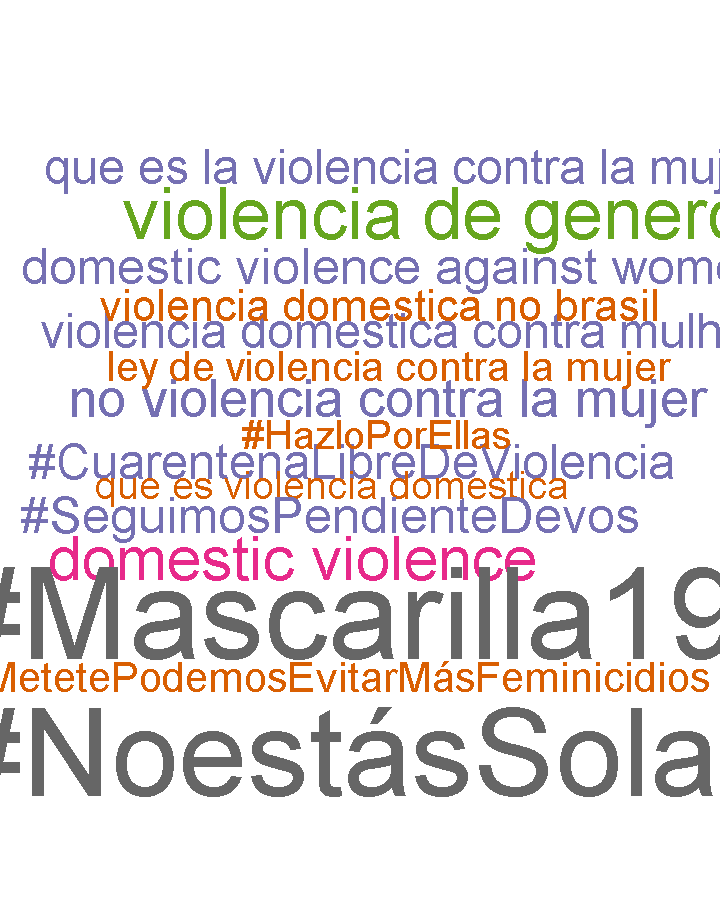 que es la violencia contra la muj
violencia de genero
domestic violence against wome
violencia domestica no brasil
violencia domestica contra mulh
ley de violencia contra la mujer
no violencia contra la mujer
#HazloPorEllas
#CuarentenaLibreDeViolencia
que es violencia domestica
#SeguimosPendienteDevos
domestic violence
#Mascarilla19
MetetePodemosEvitarMásFeminicidios
#NoestásSola